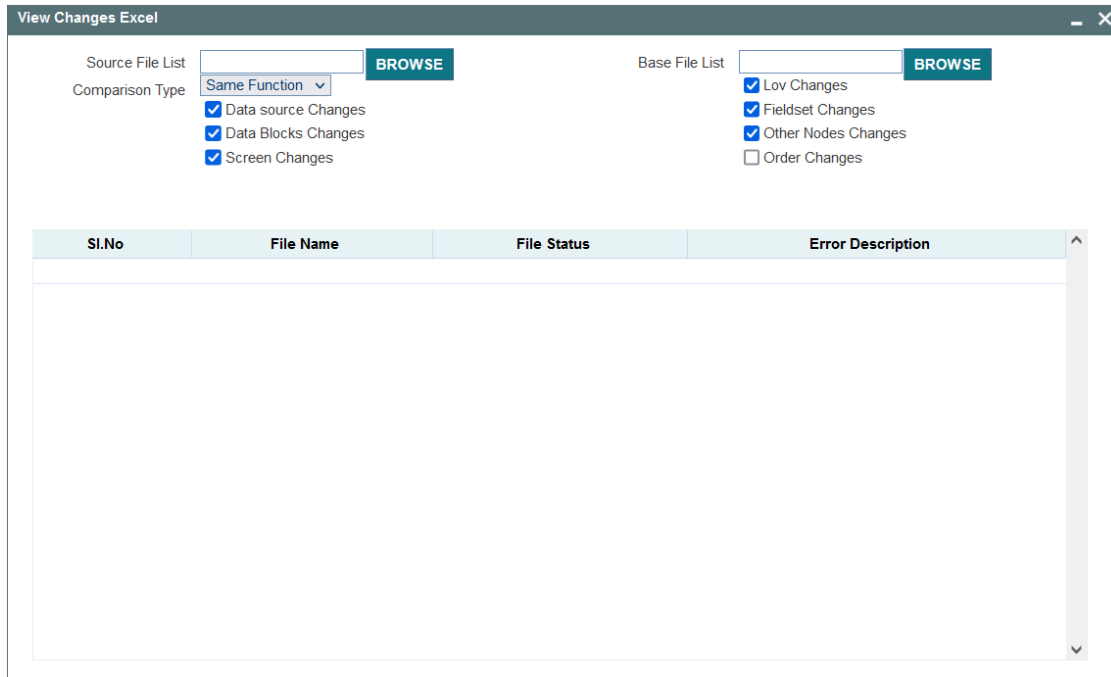 View Changes Excel
Source File List BROWSE Base File List BROWSE
Comparison Type Same Function Lov Changes
Data source Changes Fieldset Changes
Data Blocks Changes Other Nodes Changes
Screen Changes Order Changes
Sl.No File Name File Status Error Description